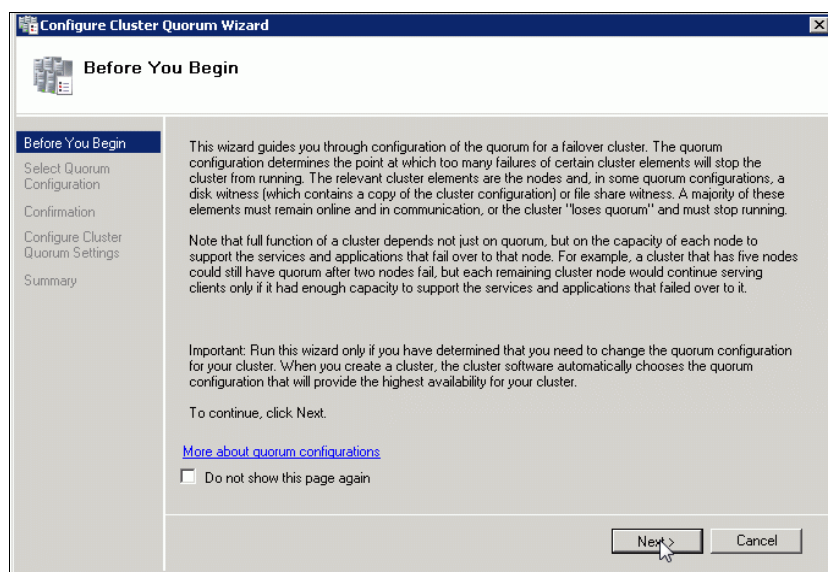 Configure Cluster Quorum Wizard
Before You Begin
Before You Begin
Select Quorum
Configuration
Confirmation
Configure Cluster
Quorum Settings
Summary
This wizard guides you through configuration of the quorum for a failover cluster. The quorum
configuration determines the point at which too many failures of certain cluster elements will stop the
cluster from running. The relevant cluster elements are the nodes and, in some quorum configurations, a
disk witness (which contains a copy of the cluster configuration) or file share witness. A majority of these
elements must remain online and in communication, or the cluster "loses quorum" and must stop running.
Note that full function of a cluster depends not just on quorum, but on the capacity of each node to
support the services and applications that fail over to that node. For example, a cluster that has five nodes
could still have quorum after two nodes fail, but each remaining cluster node would continue serving
clients only if it had enough capacity to support the services and applications that failed over to it.
Important: Run this wizard only if you have determined that you need to change the quorum configuration
for your cluster. When you create a cluster, the cluster software automatically chooses the quorum
configuration that will provide the highest availability for your cluster.
To continue, click Next.
More about quorum configurations
Do not show this page again
Next >
Cancel